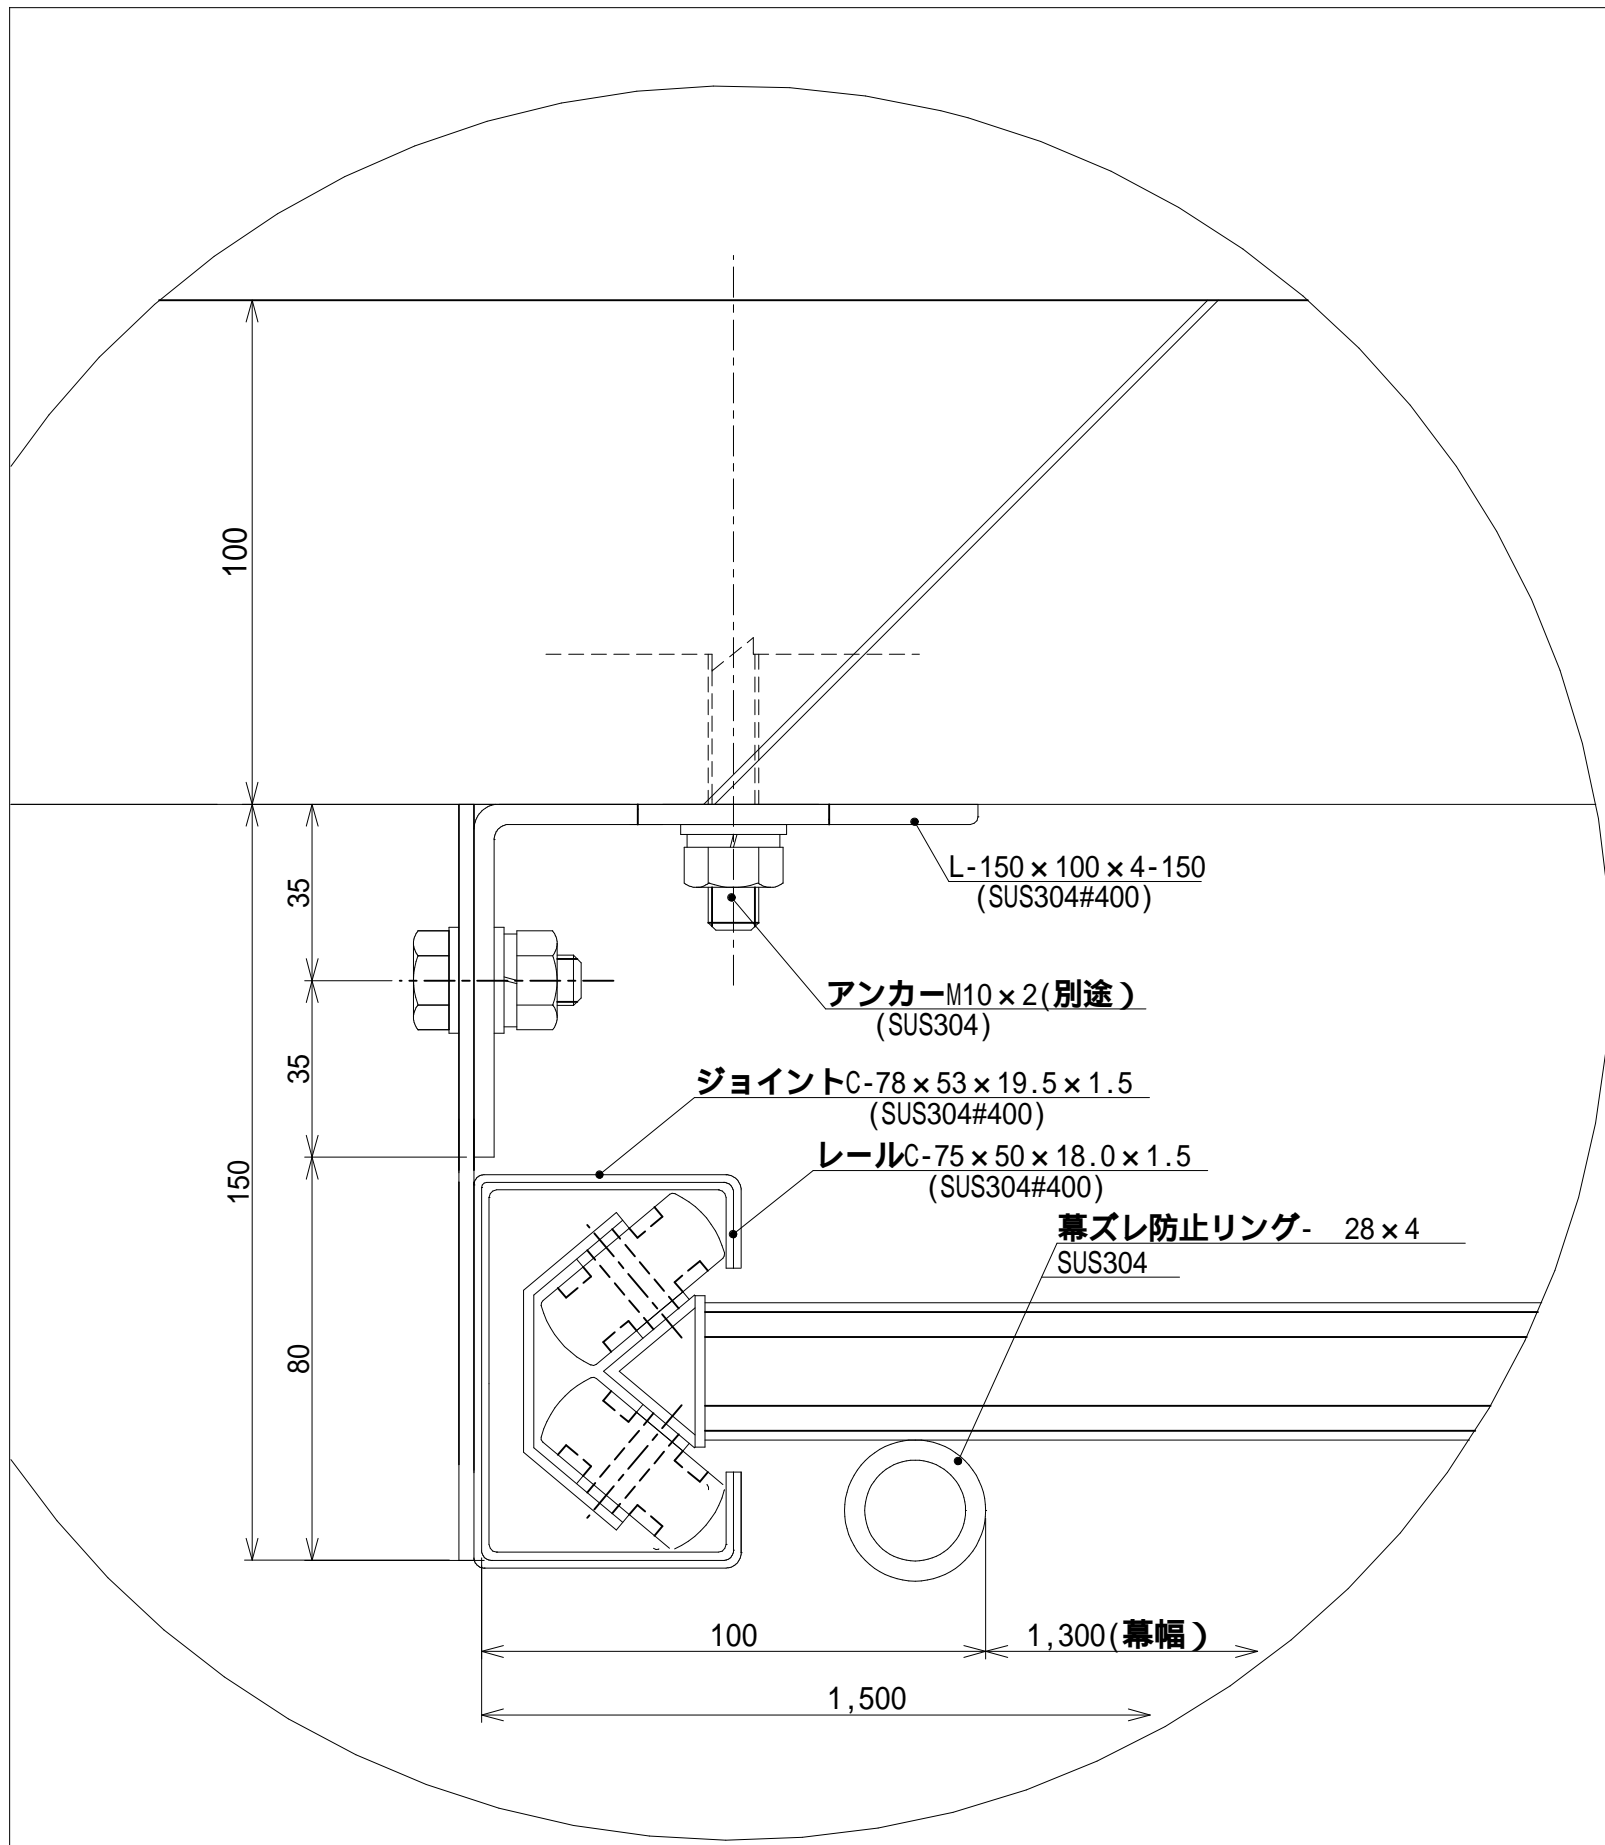 100
35
L-150×100×4-150
(SUS304#400)
アンカーM10×2(別途)
(SUS304)
35
ジョイントC-78×53×19.5×1.5
(SUS304#400)
レールC-75×50×18.0×1.5
(SUS304#400)
150
幕ズレ防止リング- 28×4
SUS304
80
100
1,300(幕幅)
1,500